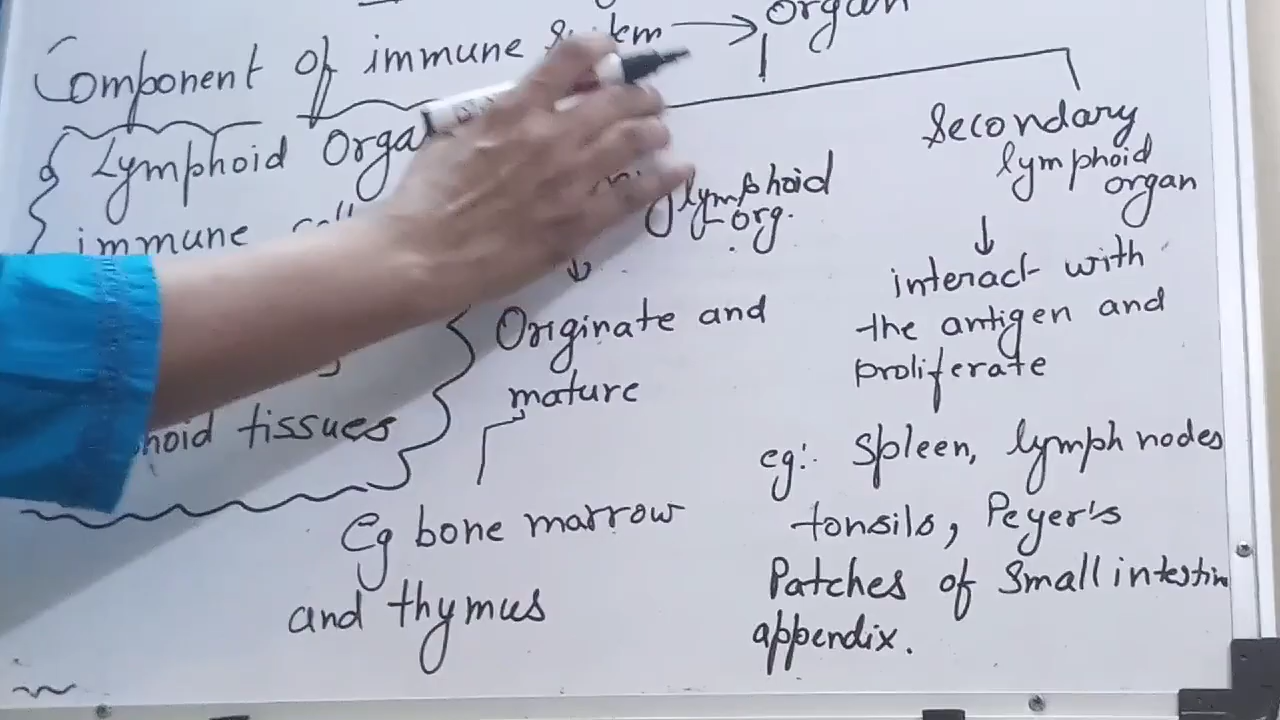 Component of immune
organ
Lymphoid Orga
immune
hoid tissues
lymphoid
org.
Originate and
mature
Eg bone marrow
and thymus
Secondary
lymphoid
organ
interact with
the antigen and
proliferate
eg:- Spleen, lymph nodes
tonsils, Peyer's
Patches of Small intestin
appendix.